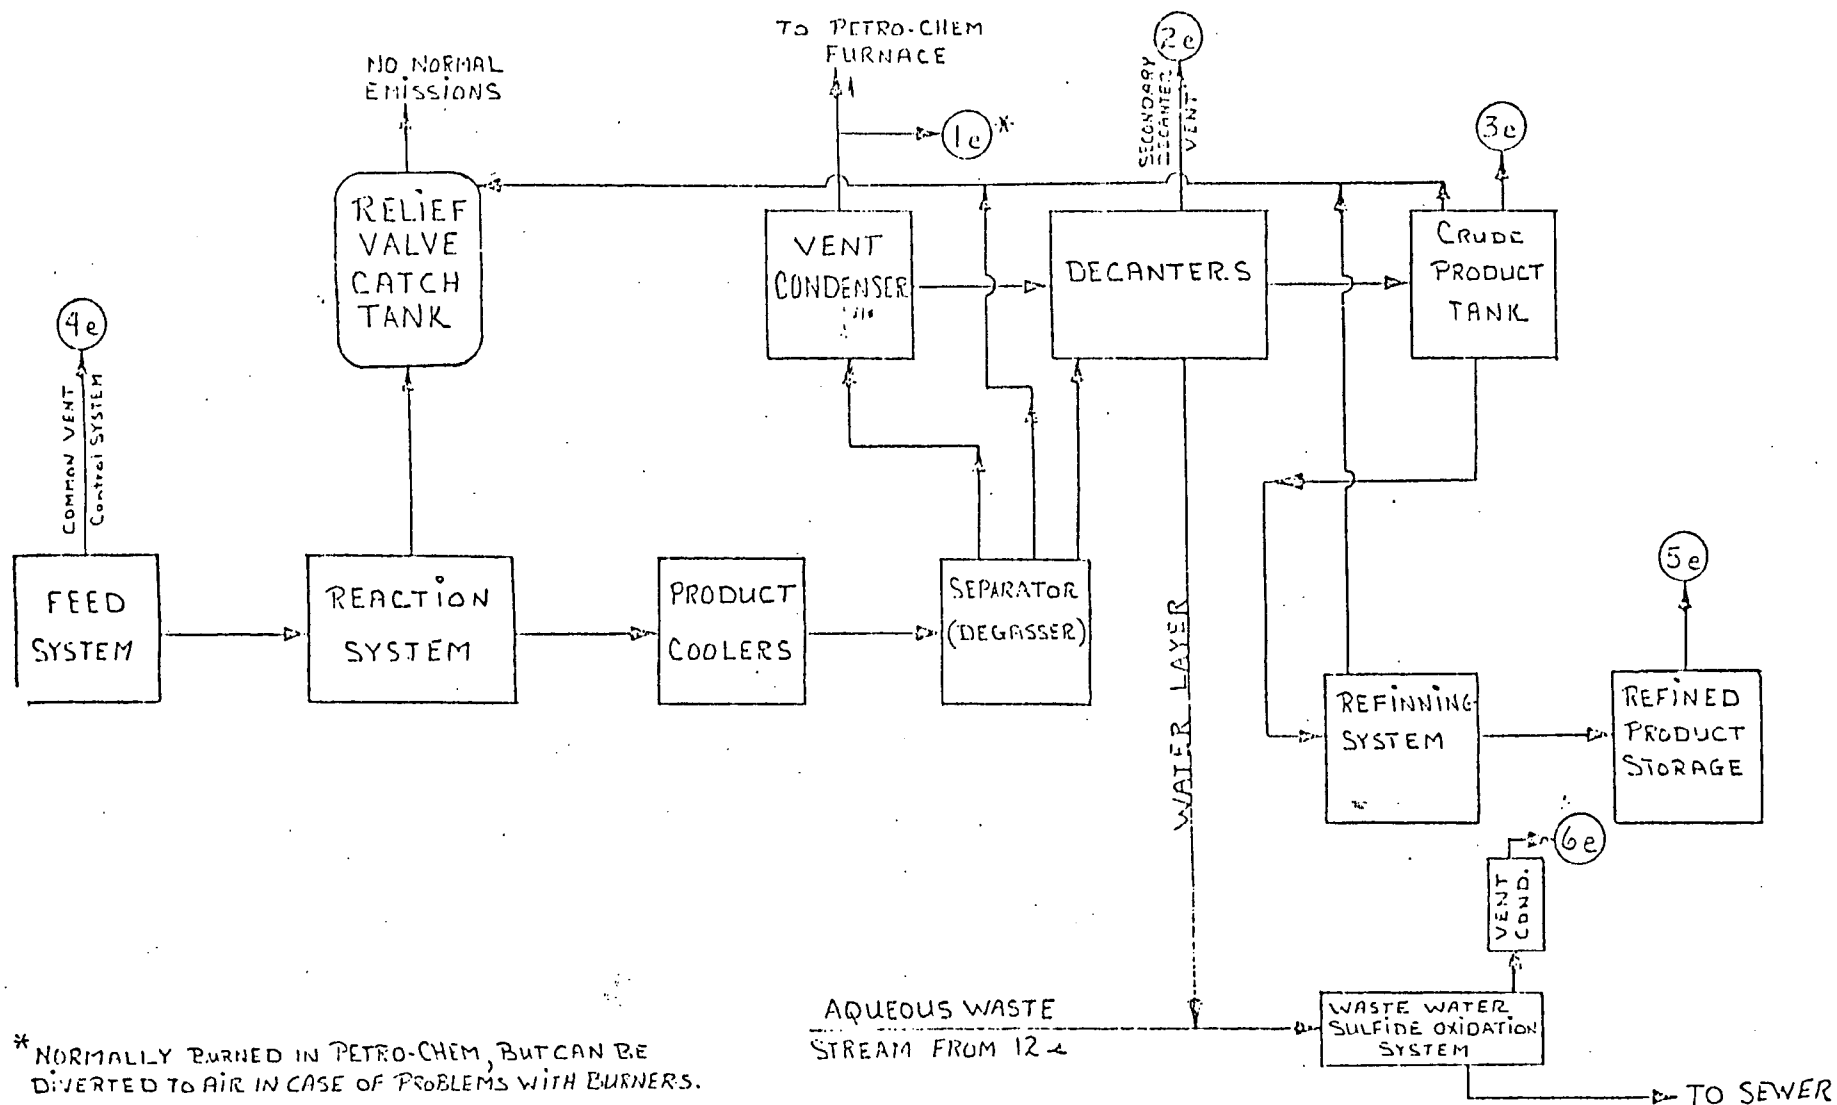 TO PETRO-CHEM
FURNACE
2e
SECONDARY
DECANTER
VENT
NO NORMAL
EMISSIONS
1e*
3e
RELIEF
VALVE
CATCH
TANK
VENT
CONDENSER
DECANTERS
CRUDE
PRODUCT
TANK
4e
COMMON VENT
Control SYSTEM
FEED
SYSTEM
REACTION
SYSTEM
PRODUCT
COOLERS
SEPARATOR
(DEGASSER)
WATER LAYER
5e
REFINNING
SYSTEM
REFINED
PRODUCT
STORAGE
6e
VENT
COND.
AQUEOUS WASTE
STREAM FROM 12
WASTE WATER
SULFIDE OXIDATION
SYSTEM
TO SEWER
*NORMALLY BURNED IN PETRO-CHEM, BUT CAN BE
DIVERTED TO AIR IN CASE OF PROBLEMS WITH BURNERS.